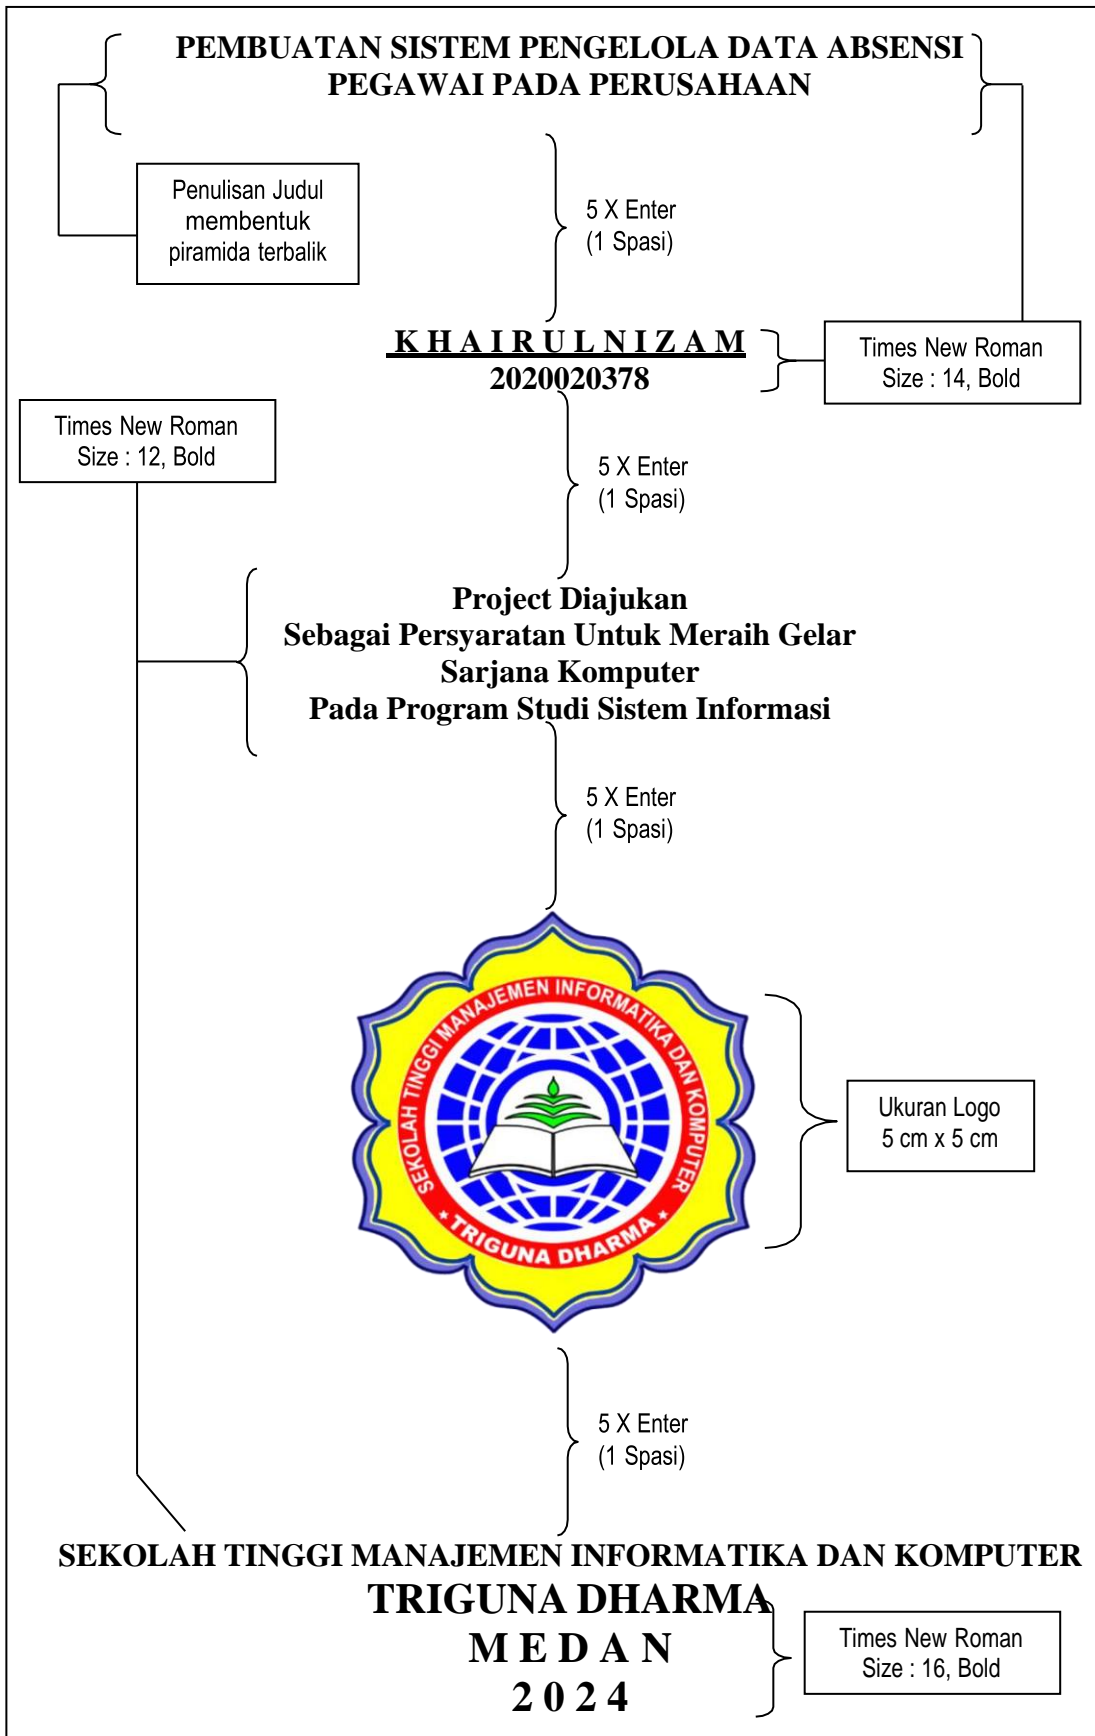 PEMBUATAN SISTEM PENGELOLA DATA ABSENSI
PEGAWAI PADA PERUSAHAAN
Penulisan Judul
membentuk
piramida terbalik
5 X Enter
(1 Spasi)
K H A I R U L N I Z A M
2020020378
Times New Roman
Size : 14, Bold
Times New Roman
Size : 12, Bold
5 X Enter
(1 Spasi)
Project Diajukan
Sebagai Persyaratan Untuk Meraih Gelar
Sarjana Komputer
Pada Program Studi Sistem Informasi
5 X Enter
(1 Spasi)
SEKOLAH TINGGI MANAJEMEN INFORMATIKA DAN KOMPUTER
* TRIGUNA DHARMA *
Ukuran Logo
5 cm x 5 cm
5 X Enter
(1 Spasi)
SEKOLAH TINGGI MANAJEMEN INFORMATIKA DAN KOMPUTER
TRIGUNA DHARMA
M E D A N
2 0 2 4
Times New Roman
Size : 16, Bold